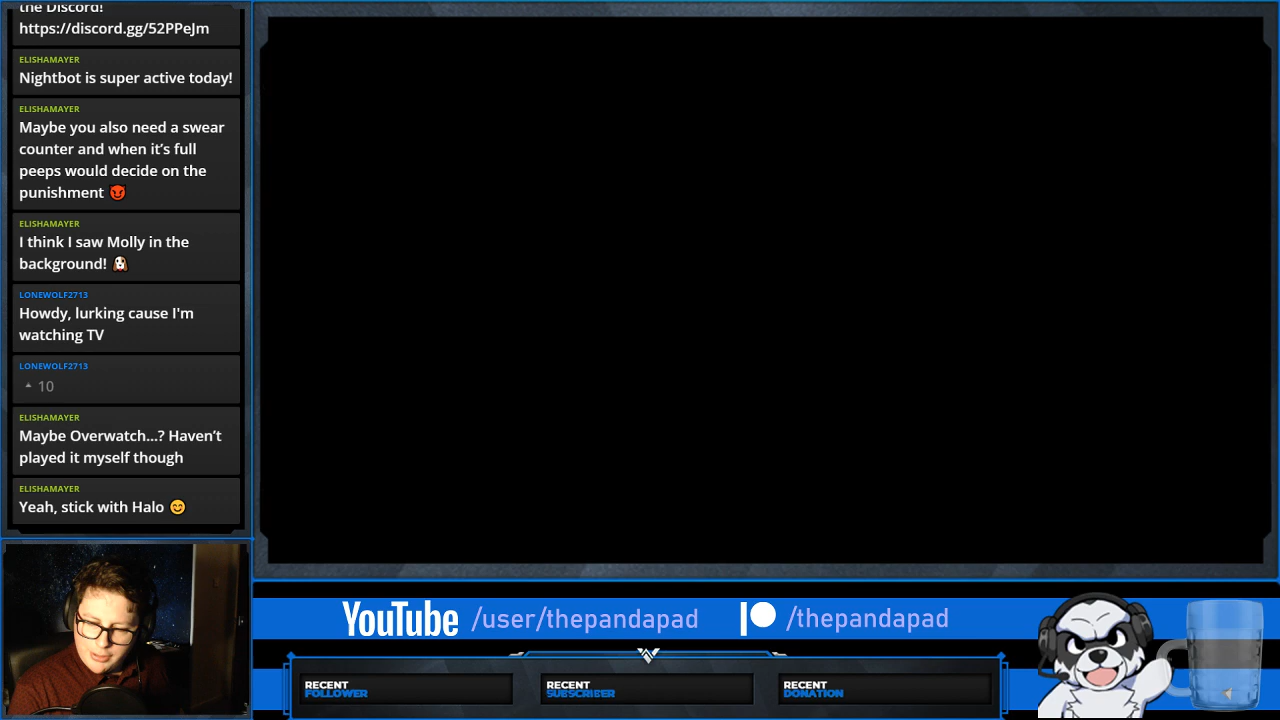 the Discord!
https://discord.gg/52PPeJm
ELISHAMAYER
Nightbot is super active today!
ELISHAMAYER
Maybe you also need a swear
counter and when it’s full
peeps would decide on the
punishment 😈
ELISHAMAYER
I think I saw Molly in the
background! 🐶
LONEWOLF2713
Howdy, lurking cause I'm
watching TV
LONEWOLF2713
10
ELISHAMAYER
Maybe Overwatch...? Haven’t
played it myself though
ELISHAMAYER
Yeah, stick with Halo 😊
YouTube /user/thepandapad /thepandapad
RECENT
FOLLOWER
RECENT
SUBSCRIBER
RECENT
DONATION